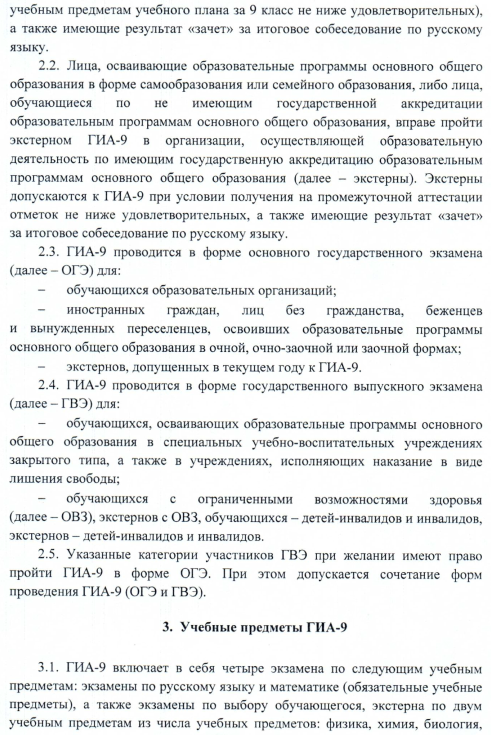 учебным предметам учебного плана за 9 класс не ниже удовлетворительных),
а также имеющие результат «зачет» за итоговое собеседование по русскому
языку.
2.2. Лица, осваивающие образовательные программы основного общего
образования в форме самообразования или семейного образования, либо лица,
обучающиеся по не имеющим государственной аккредитации
образовательным программам основного общего образования, вправе пройти
экстерном ГИА-9 в организации, осуществляющей образовательную
деятельность по имеющим государственную аккредитацию образовательным
программам основного общего образования (далее – экстерны). Экстерны
допускаются к ГИА-9 при условии получения на промежуточной аттестации
отметок не ниже удовлетворительных, а также имеющие результат «зачет»
за итоговое собеседование по русскому языку.
2.3. ГИА-9 проводится в форме основного государственного экзамена
(далее – ОГЭ) для:
– обучающихся образовательных организаций;
– иностранных граждан, лиц без гражданства, беженцев
и вынужденных переселенцев, освоивших образовательные программы
основного общего образования в очной, очно-заочной или заочной формах;
– экстернов, допущенных в текущем году к ГИА-9.
2.4. ГИА-9 проводится в форме государственного выпускного экзамена
(далее – ГВЭ) для:
– обучающихся, осваивающих образовательные программы основного
общего образования в специальных учебно-воспитательных учреждениях
закрытого типа, а также в учреждениях, исполняющих наказание в виде
лишения свободы;
– обучающихся с ограниченными возможностями здоровья
(далее – ОВЗ), экстернов с ОВЗ, обучающихся – детей-инвалидов и инвалидов,
экстернов – детей-инвалидов и инвалидов.
2.5. Указанные категории участников ГВЭ при желании имеют право
пройти ГИА-9 в форме ОГЭ. При этом допускается сочетание форм
проведения ГИА-9 (ОГЭ и ГВЭ).
3. Учебные предметы ГИА-9
3.1. ГИА-9 включает в себя четыре экзамена по следующим учебным
предметам: экзамены по русскому языку и математике (обязательные учебные
предметы), а также экзамены по выбору обучающегося, экстерна по двум
учебным предметам из числа учебных предметов: физика, химия, биология,